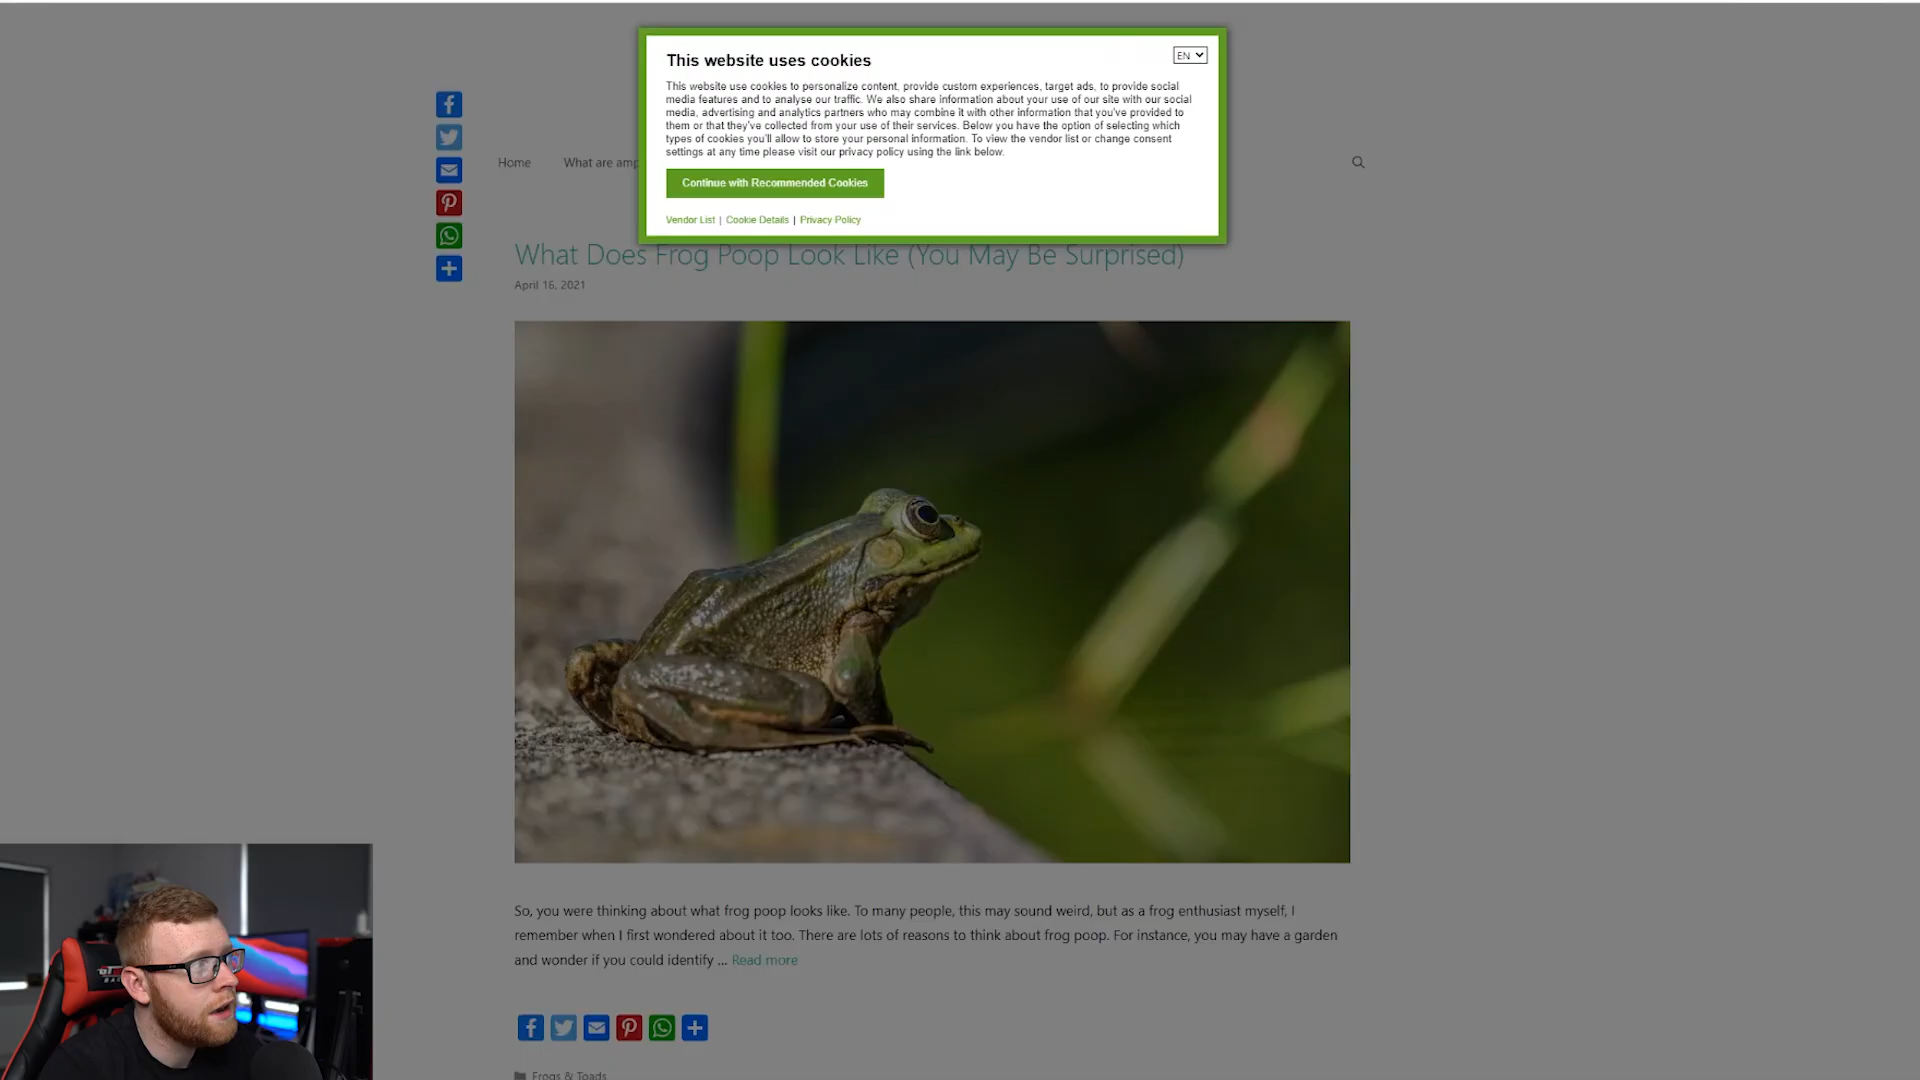 This website uses cookies
EN
This website use cookies to personalize content, provide custom experiences, target ads, to provide social
media features and to analyse our traffic. We also share information about your use of our site with our social
media, advertising and analytics partners who may combine it with other information that you've provided to
them or that they've collected from your use of their services. Below you have the option of selecting which
types of cookies you'll allow to store your personal information. To view the vendor list or change consent
settings at any time please visit our privacy policy using the link below.
Home
What are amp
Continue with Recommended Cookies
Vendor List | Cookie Details | Privacy Policy
What Does Frog Poop Look Like (You May Be Surprised)
April 16, 2021
So, you were thinking about what frog poop looks like. To many people, this may sound weird, but as a frog enthusiast myself, I
remember when I first wondered about it too. There are lots of reasons to think about frog poop. For instance, you may have a garden
and wonder if you could identify ... Read more
Frogs & Toads